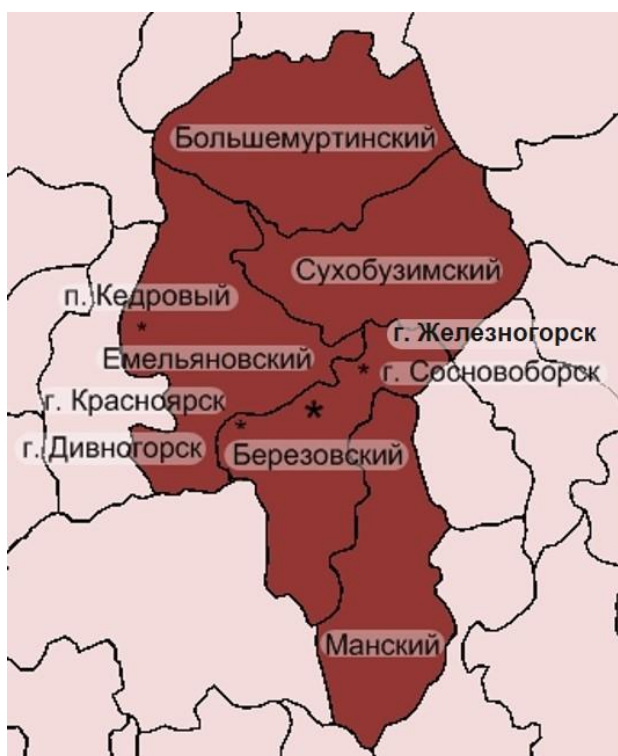 Большемуртинский
Сухобузимский
п. Кедровый
г. Железногорск
Емельяновский
г. Сосновоборск
г. Красноярск
г. Дивногорск
Березовский
Манский